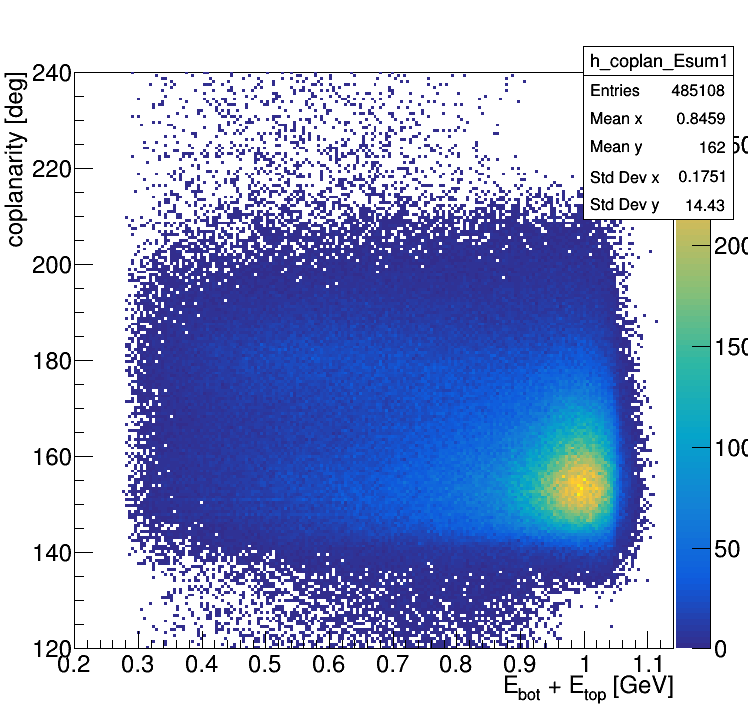 h_coplan_Esum1
Entries 485108
Mean x 0.8459
Mean y 162
Std Dev x 0.1751
Std Dev y 14.43
coplanarity [deg]
240
220
200
180
160
140
120
0.2 0.3 0.4 0.5 0.6 0.7 0.8 0.9 1 1.1
E_bot + E_top [GeV]
200
150
100
50
0